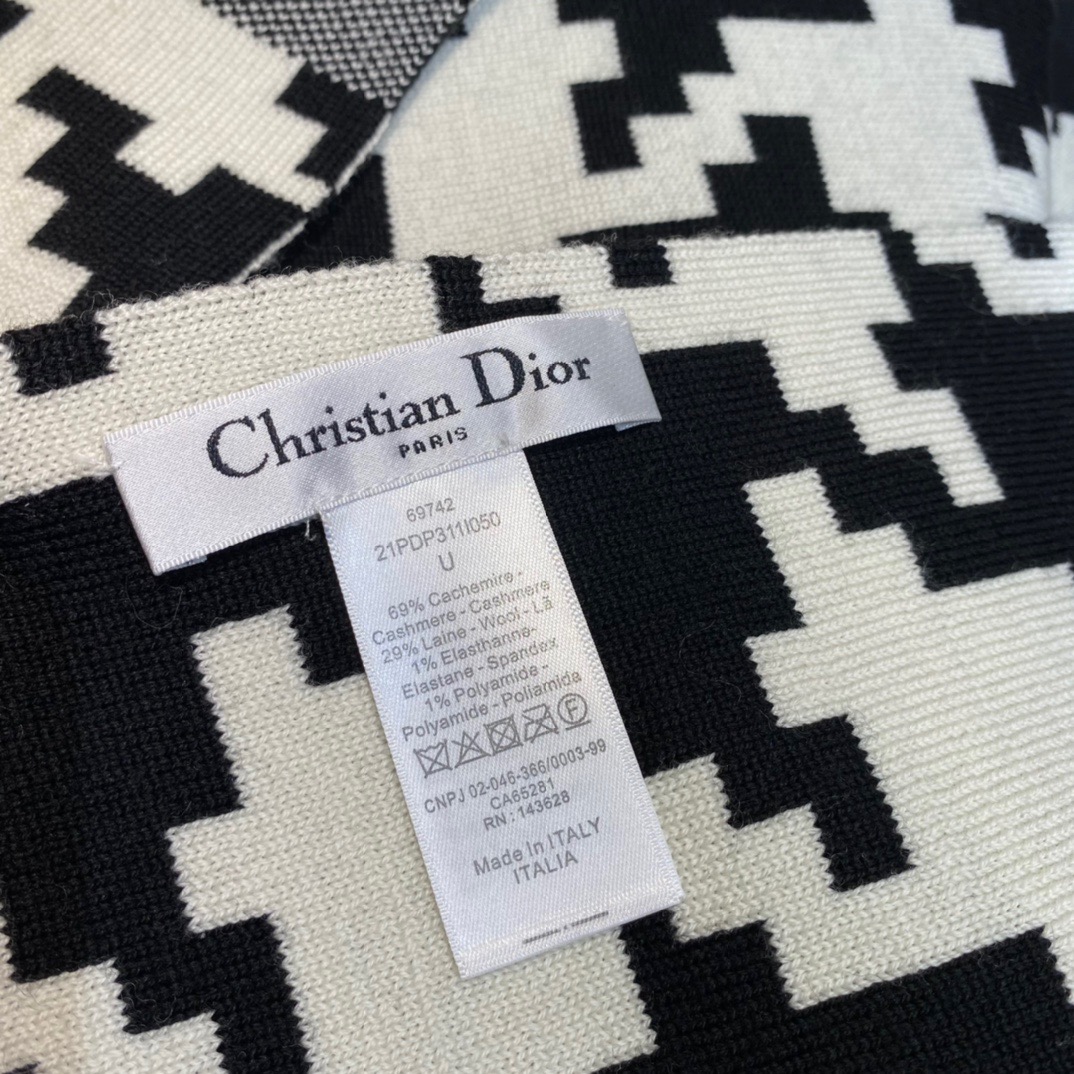 Christian Dior
PARIS
69742
21PDP311I050
U
69% Cachemire -
Cashmere - Cashmere
29% Laine - Wool - Lã
1% Elasthanne-
Elastane - Spandex
1% Polyamide -
Polyamide - Poliamida
F
CNPJ 02-046-366/0003-99
CA65281
RN : 143628
Made In ITALY
ITALIA